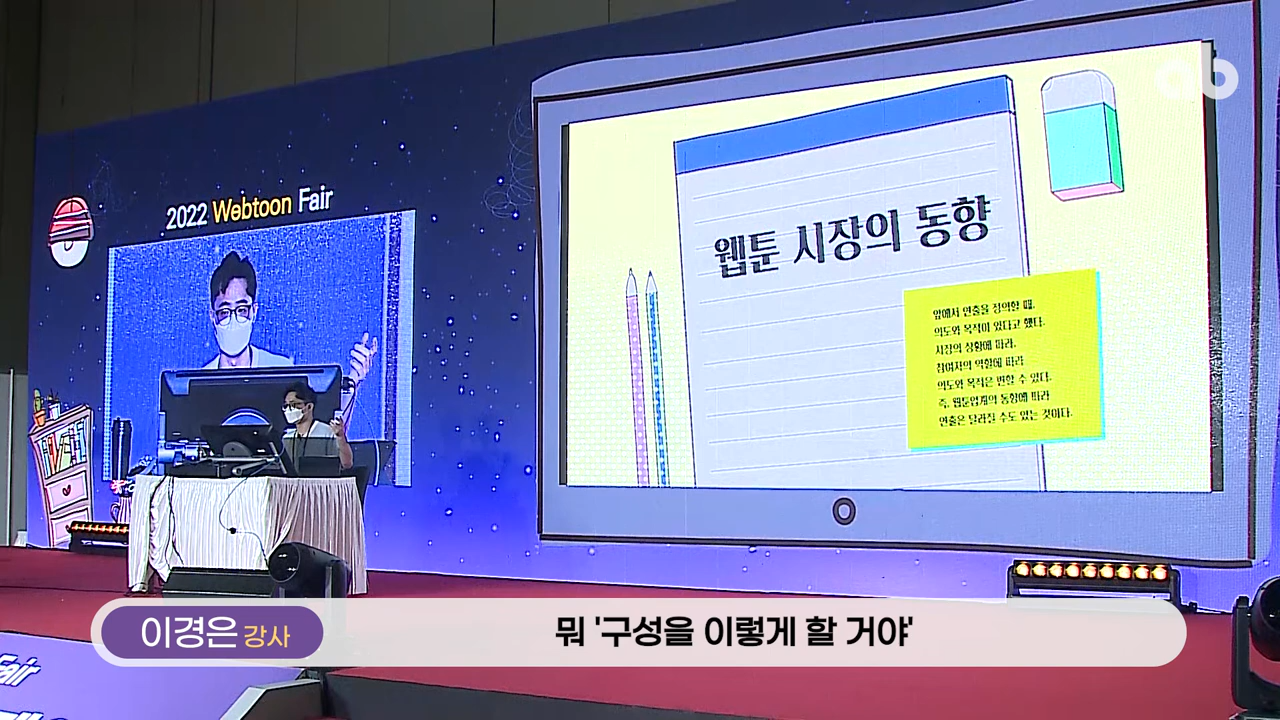 ab
2022 Webtoon Fair
웹툰 시장의 동향
앞에서 연출을 정의할 때,
의도와 목적이 있다고 했다.
시장의 상황에 따라,
참여자의 역할에 따라
의도와 목적은 변할 수 있다.
즉, 웹툰업계의 동향에 따라
연출은 달라질 수도 있는 것이다.
이경은 강사
뭐 '구성을 이렇게 할 거야'
Fair